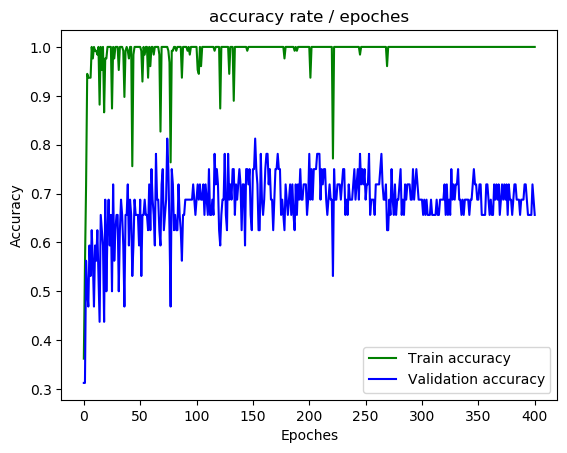 accuracy rate / epoches
1.0
0.9
0.8
0.7
0.6
0.5
0.4
0.3
Accuracy
Train accuracy
Validation accuracy
0 50 100 150 200 250 300 350 400
Epoches